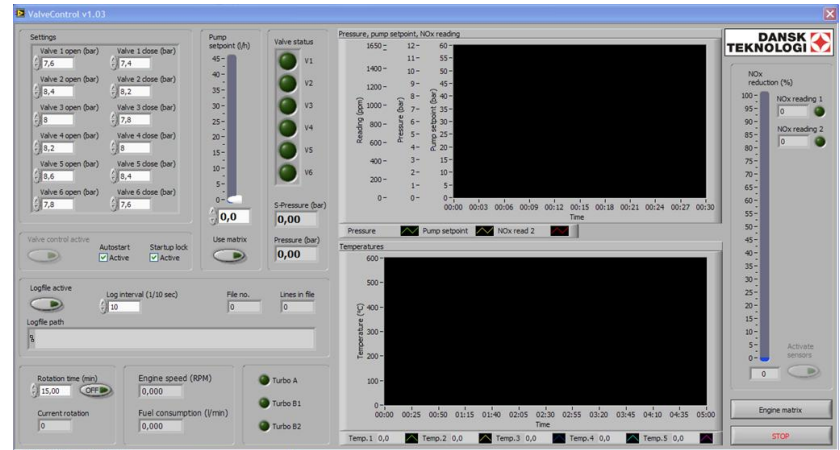 ValveControl v1.03
Settings
Valve 1 open (bar) Valve 1 close (bar)
7,6 7,4
Valve 2 open (bar) Valve 2 close (bar)
8,4 8,2
Valve 3 open (bar) Valve 3 close (bar)
8 7,8
Valve 4 open (bar) Valve 4 close (bar)
8,2 8
Valve 5 open (bar) Valve 5 close (bar)
8,6 8,4
Valve 6 open (bar) Valve 6 close (bar)
7,8 7,6
Pump
setpoint (l/h)
45
40
35
30
25
20
15
10
5
0
0,0
Use matrix
Valve status
V1
V2
V3
V4
V5
V6
S-Pressure (bar)
0,00
Pressure (bar)
0,00
Valve control active
Autostart Startup lock
Active Active
Logfile active
Log interval (1/10 sec) File no. Lines in file
10 0 0
Logfile path
Rotation time (min)
15,00 OFF
Current rotation
0
Engine speed (RPM)
0,000
Fuel consumption (l/min)
0,000
Turbo A
Turbo B1
Turbo B2
Pressure, pump setpoint, NOx reading
Reading (ppm)
1650
1400
1200
1000
800
600
400
200
0
Pressure (bar)
12
11
10
9
8
7
6
5
4
3
2
1
0
Pump setpoint (bar)
60
55
50
45
40
35
30
25
20
15
10
5
0
00:00 00:03 00:06 00:09 00:12 00:15 00:18 00:21 00:24 00:27 00:30
Time
Pressure Pump setpoint NOx read 2
Temperatures
Temperature (°C)
600
500
400
300
200
100
0
00:00 00:25 00:50 01:15 01:40 02:05 02:30 02:55 03:20 03:45 04:10 04:35 05:00
Time
Temp.1 0,0 Temp.2 0,0 Temp.3 0,0 Temp.4 0,0 Temp.5 0,0
DANSK
TEKNOLOGI
NOx
reduction (%)
100
95
90
85
80
75
70
65
60
55
50
45
40
35
30
25
20
15
10
5
0
0
NOx reading 1
0
NOx reading 2
0
Activate
sensors
Engine matrix
STOP